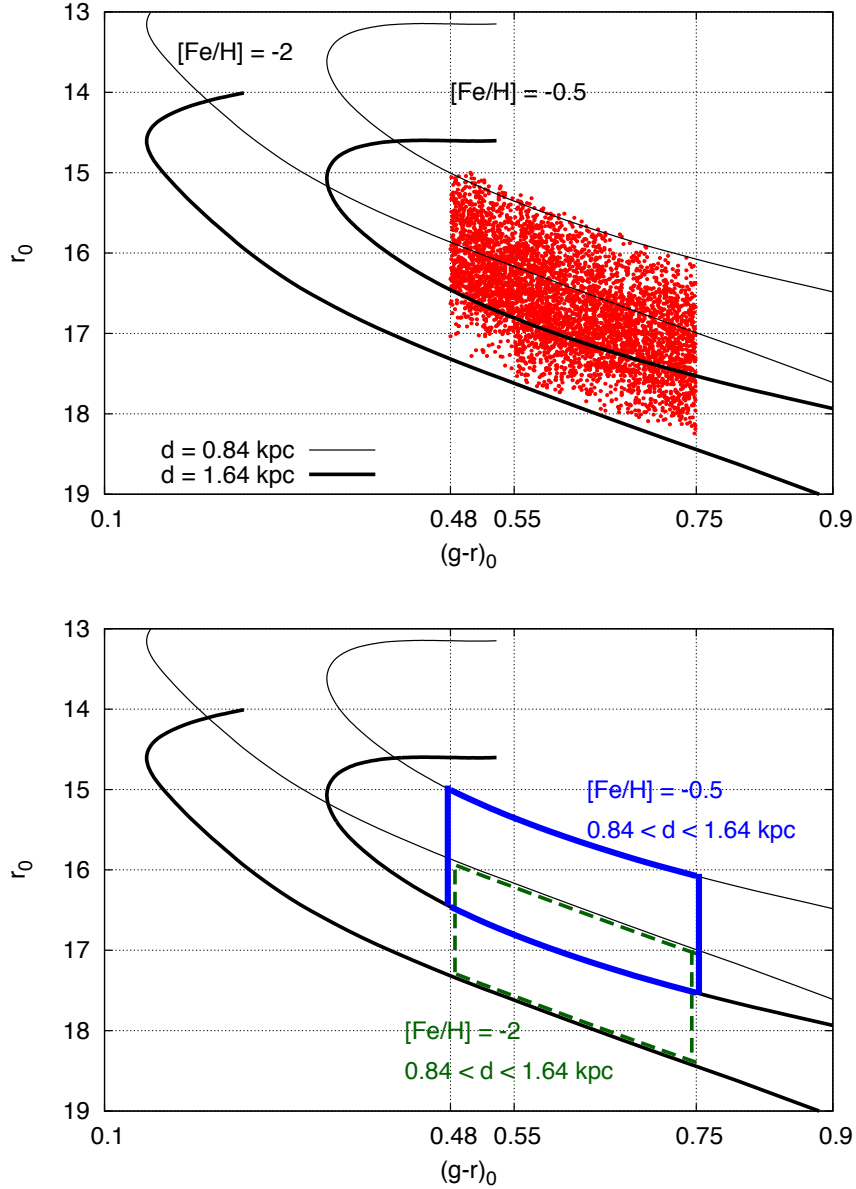 13
[Fe/H] = -2
14
[Fe/H] = -0.5
15
r0
16
17
18
d = 0.84 kpc
d = 1.64 kpc
19
0.1 0.48 0.55 0.75 0.9
(g-r)0
13
14
15
[Fe/H] = -0.5
0.84 < d < 1.64 kpc
r0
16
17
18
[Fe/H] = -2
0.84 < d < 1.64 kpc
19
0.1 0.48 0.55 0.75 0.9
(g-r)0